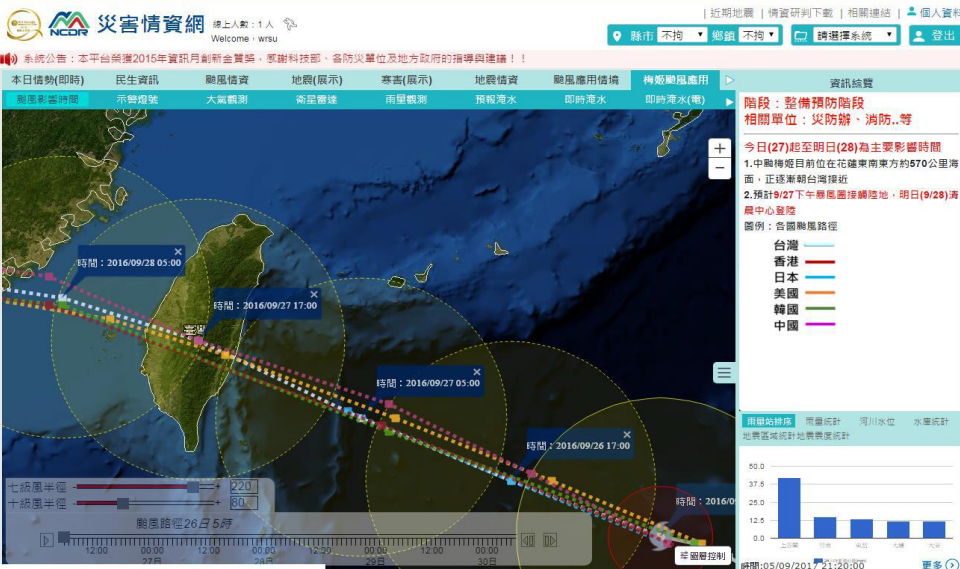 近期地震 | 情資研判下載 | 相關連結 | 個人資料
NCDR 災害情資網 線上人數：1 人
Welcome，wrsu
縣市 不拘 鄉鎮 不拘 請選擇系統 登出
系統公告：本平台榮獲2015年資訊月創新金質獎，感謝科技部、各防災單位及地方政府的指導與建議！！
本日情勢(即時) 民生資訊 颱風情資 地震(展示) 寒害(展示) 地震情資 颱風應用情境 梅姬颱風應用
颱風影響時間 示警燈號 大氣觀測 衛星雷達 雨量觀測 預報淹水 即時淹水 即時淹水(電)
資訊綜覽
階段：整備預防階段
相關單位：災防辦、消防..等
今日(27)起至明日(28)為主要影響時間
1.中颱梅姬目前位在花蓮東南東方約570公里海
面，正逐漸朝台灣接近
2.預計9/27下午暴風圈接觸陸地，明日(9/28)清
晨中心登陸
圖例：各國颱風路徑
台灣
香港
日本
美國
韓國
中國
時間：2016/09/28 05:00
時間：2016/09/27 17:00
臺灣
時間：2016/09/27 05:00
時間：2016/09/26 17:00
時間：2016/09
七級風半徑 - + 220
十級風半徑 - + 80
颱風路徑26日 5時
12:00 00:00 12:00 00:00 12:00 00:00 12:00 00:00
27日 28日 29日 30日
圖層控制
雨量站排序 雨量統計 河川水位 水庫統計
地震區域統計 地震震度統計
50.0
37.5
25.0
12.5
0.0
時間:05/09/2017 21:20:00 更多